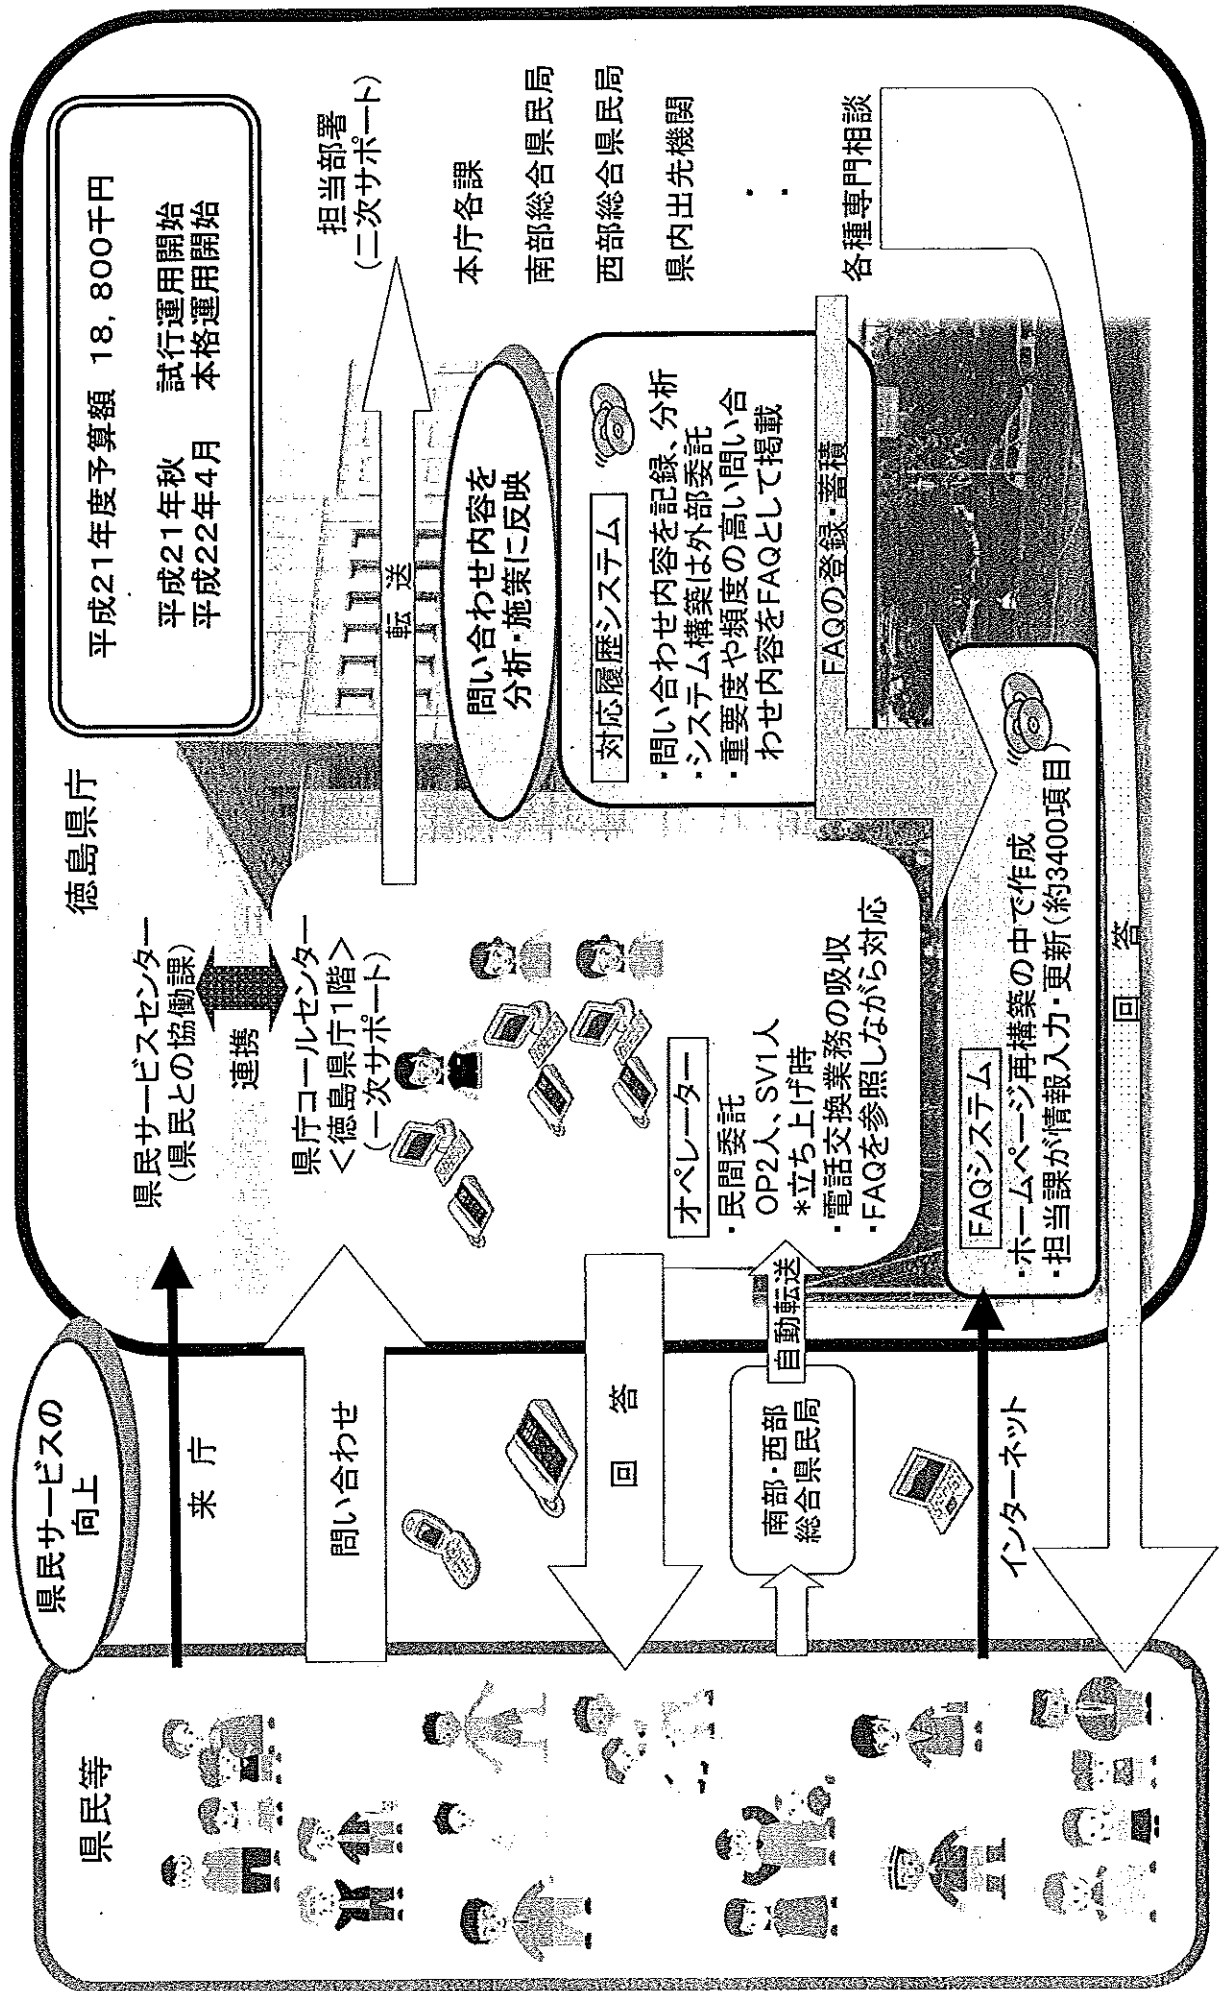 県民サービスの
向上
県民等
来庁
問い合わせ
回答
南部・西部
総合県民局
自動転送
インターネット
徳島県庁
平成21年度予算額 18,800千円
平成21年秋 試行運用開始
平成22年4月 本格運用開始
県民サービスセンター
(県民との協働課)
連携
県庁コールセンター
<徳島県庁1階>
(一次サポート)
オペレーター
・民間委託
OP2人、SV1人
*立ち上げ時
・電話交換業務の吸収
・FAQを参照しながら対応
転送
担当部署
(二次サポート)
本庁各課
南部総合県民局
西部総合県民局
県内出先機関
・
・
各種専門相談
問い合わせ内容を
分析・施策に反映
対応履歴システム
・問い合わせ内容を記録、分析
・システム構築は外部委託
・重要度や頻度の高い問い合
わせ内容をFAQとして掲載
FAQの登録・蓄積
FAQシステム
・ホームページ再構築の中で作成
・担当課が情報入力・更新(約3400項目)
回答